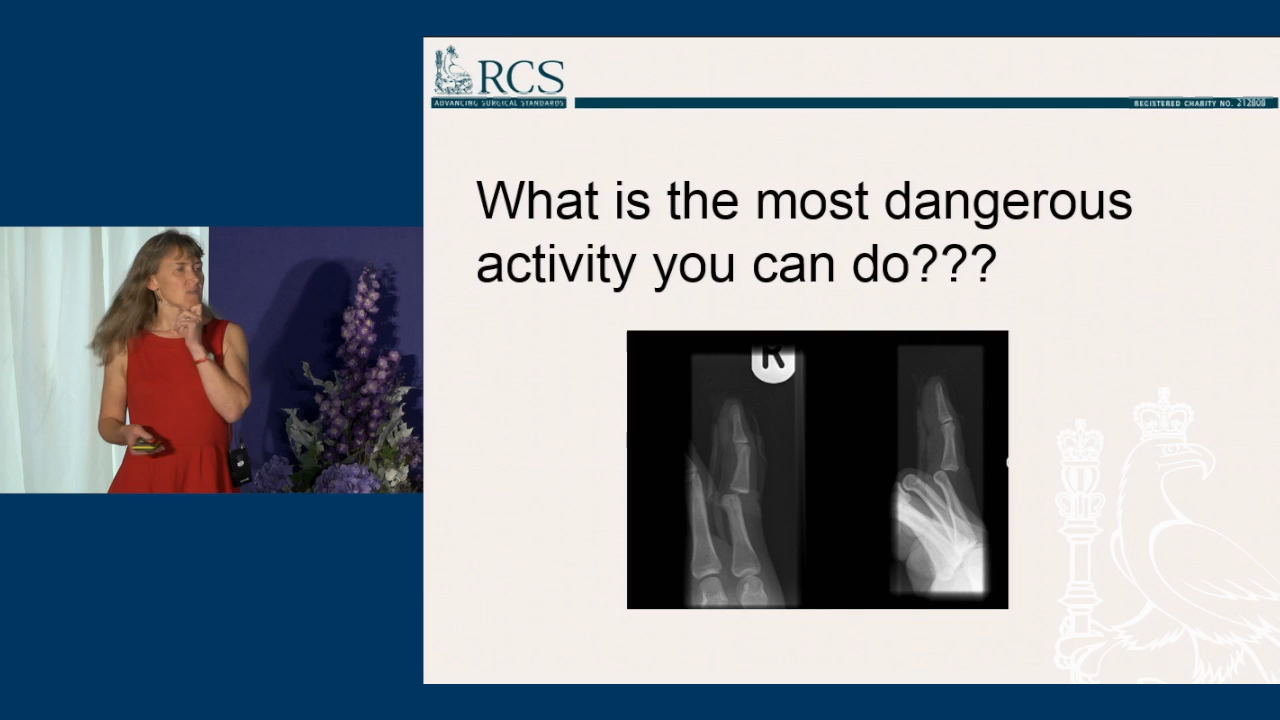 RCS
ADVANCING SURGICAL STANDARDS
REGISTERED CHARITY NO. 212808
What is the most dangerous
activity you can do???
R